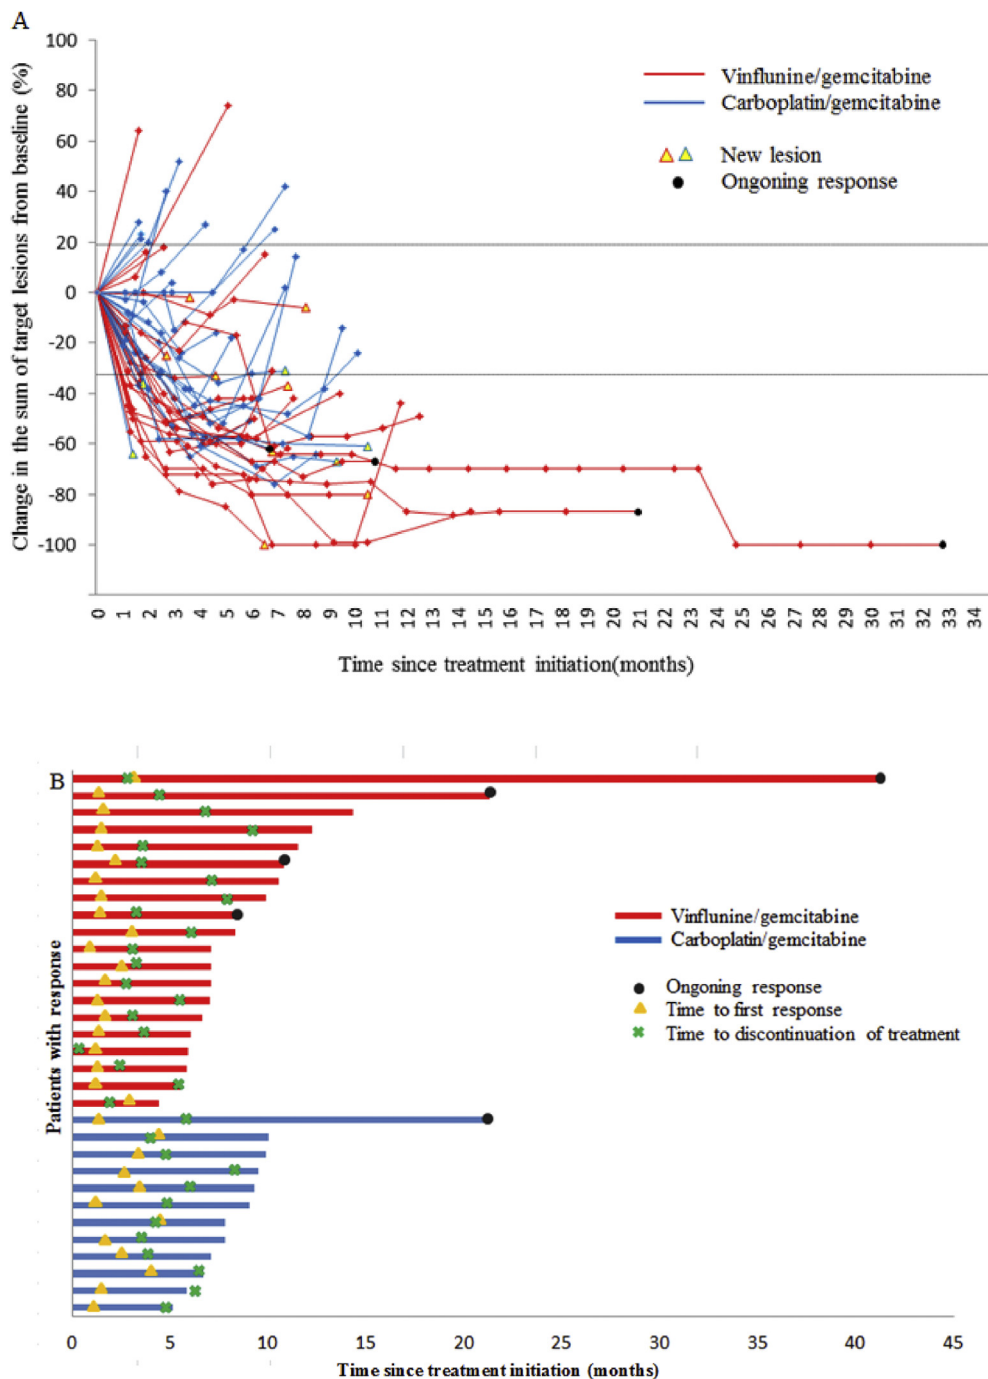 A
Change in the sum of target lesions from baseline (%)
100
80
60
40
20
0
-20
-40
-60
-80
-100
Vinflunine/gemcitabine
Carboplatin/gemcitabine
New lesion
Ongoning response
0 1 2 3 4 5 6 7 8 9 10 11 12 13 14 15 16 17 18 19 20 21 22 23 24 25 26 27 28 29 30 31 32 33 34
Time since treatment initiation(months)
B
Patients with response
Vinflunine/gemcitabine
Carboplatin/gemcitabine
Ongoning response
Time to first response
Time to discontinuation of treatment
0 5 10 15 20 25 30 35 40 45
Time since treatment initiation (months)